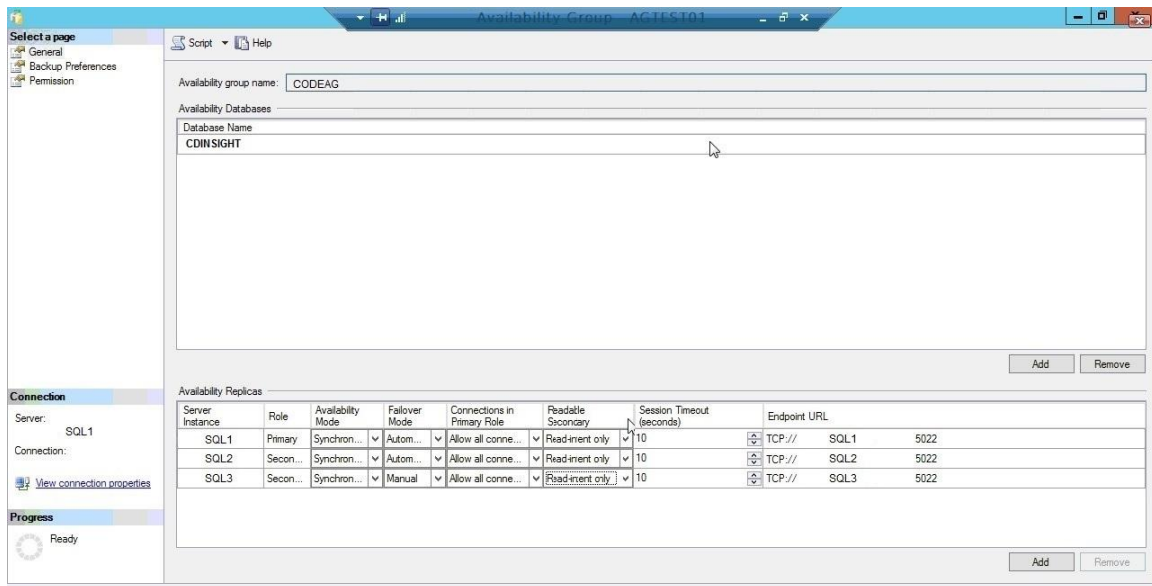 Availability Group AGTEST01
Select a page
General
Backup Preferences
Permission
Script Help
Availability group name: CODEAG
Availability Databases
Database Name
CDINSIGHT
Add Remove
Connection
Server:
SQL1
Connection:
View connection properties
Progress
Ready
Availability Replicas
Server Instance Role Availability Mode Failover Mode Connections in Primary Role Readable Secondary Session Timeout (seconds) Endpoint URL
SQL1 Primary Synchron... Autom... Allow all conne... Read-intent only 10 TCP:// SQL1 5022
SQL2 Secon... Synchron... Autom... Allow all conne... Read-intent only 10 TCP:// SQL2 5022
SQL3 Secon... Synchron... Manual Allow all conne... Read-intent only 10 TCP:// SQL3 5022
Add Remove